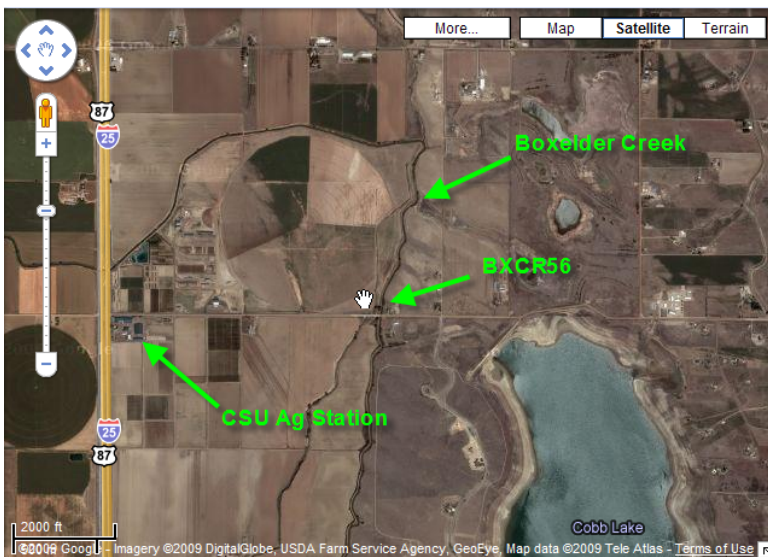 More...
Map
Satellite
Terrain
87
25
Boxelder Creek
BXCR56
CSU Ag Station
25
87
2000 ft
Cobb Lake
©2009 Google - Imagery ©2009 DigitalGlobe, USDA Farm Service Agency, GeoEye, Map data ©2009 Tele Atlas - Terms of Use